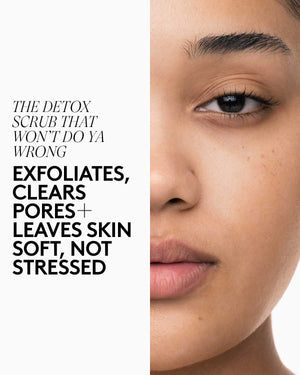 THE DETOX
SCRUB THAT
WON'T DO YA
WRONG
EXFOLIATES,
CLEARS
PORES+
LEAVES SKIN
SOFT, NOT
STRESSED